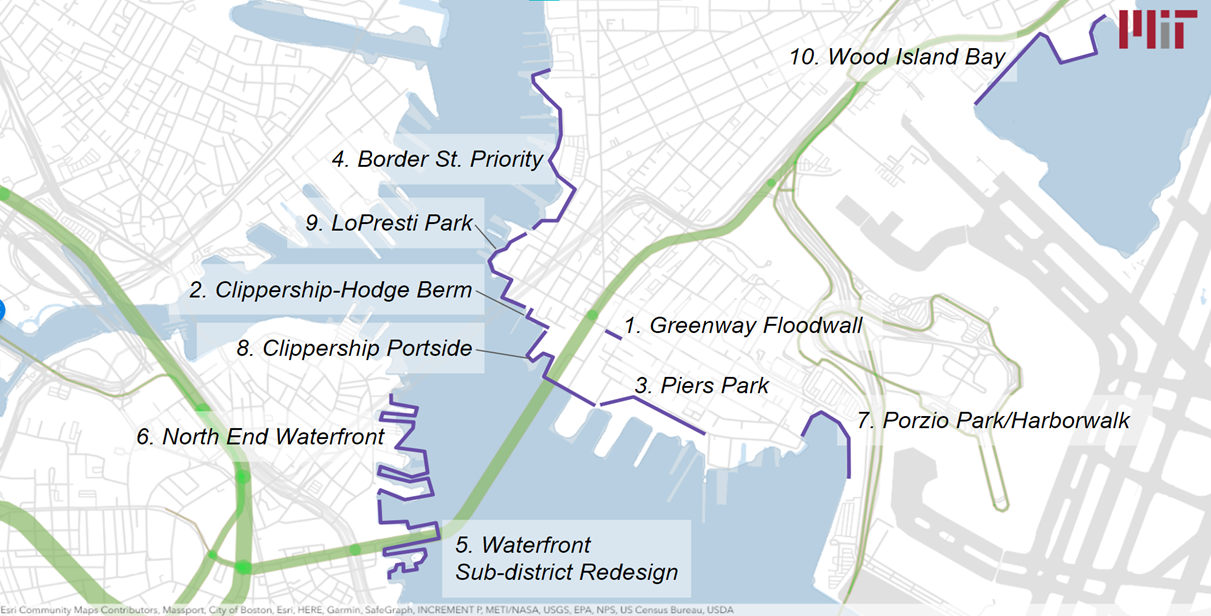 MIT
10. Wood Island Bay
4. Border St. Priority
9. LoPresti Park
2. Clippership-Hodge Berm
1. Greenway Floodwall
8. Clippership Portside
3. Piers Park
7. Porzio Park/Harborwalk
6. North End Waterfront
5. Waterfront
Sub-district Redesign
Esri Community Maps Contributors, Massport, City of Boston, Esri, HERE, Garmin, SafeGraph, INCREMENT P, METI/NASA, USGS, EPA, NPS, US Census Bureau, USDA